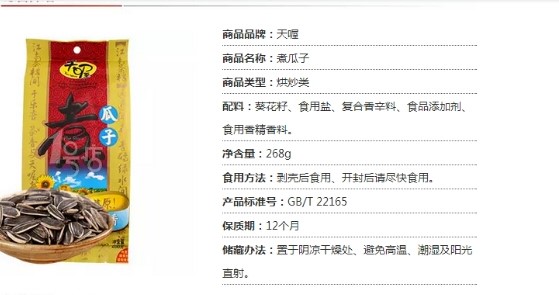 天喔
煮
瓜子
1号店
商品品牌：天喔
商品名称：煮瓜子
商品类型：烘炒类
配料：葵花籽、食用盐、复合香辛料、食品添加剂、
食用香精香料。
净含量：268g
食用方法：剥壳后食用、开封后请尽快食用。
产品标准号：GB/T 22165
保质期：12个月
储藏办法：置于阴凉干燥处、避免高温、潮湿及阳光
直射。